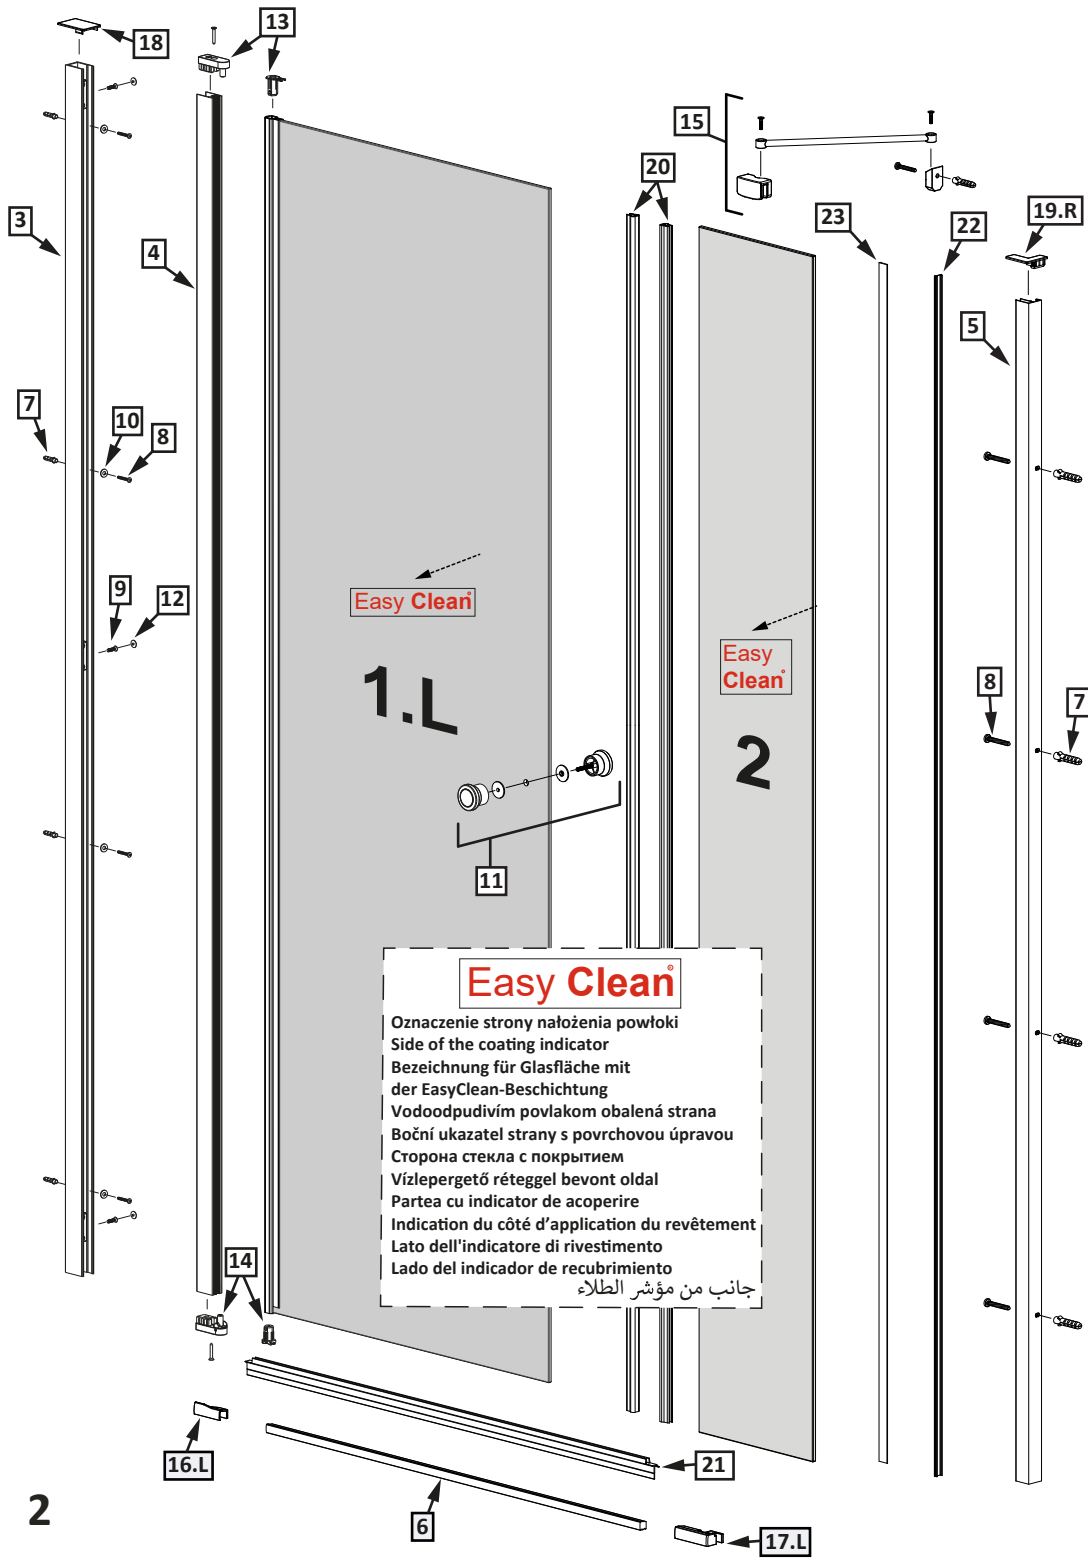 13
18
15
20
3
4
23
22
19.R
5
7
10
8
Easy Clean®
9
12
1.L
Easy
Clean®
2
8
7
11
Easy Clean®
Oznaczenie strony nałożenia powłoki
Side of the coating indicator
Bezeichnung für Glasfläche mit
der EasyClean-Beschichtung
Vodoodpudivím povlakom obalená strana
Boční ukazatel strany s povrchovou úpravou
Сторона стекла с покрытием
Vízlepergető réteggel bevont oldal
Partea cu indicator de acoperire
Indication du côté d’application du revêtement
Lato dell'indicatore di rivestimento
Lado del indicador de recubrimiento
جانب من مؤشر الطلاء
14
16.L
21
6
17.L
2